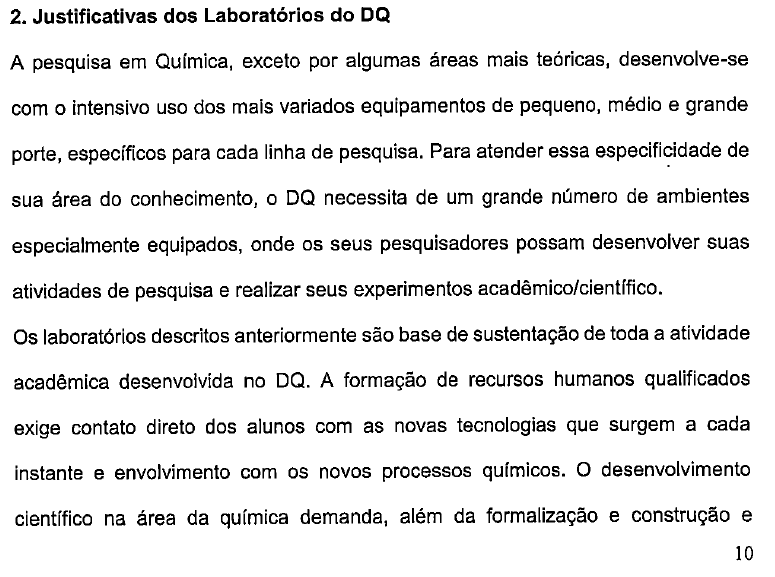 2. Justificativas dos Laboratórios do DQ
A pesquisa em Química, exceto por algumas áreas mais teóricas, desenvolve-se
com o intensivo uso dos mais variados equipamentos de pequeno, médio e grande
porte, específicos para cada linha de pesquisa. Para atender essa especificidade de
sua área do conhecimento, o DQ necessita de um grande número de ambientes
especialmente equipados, onde os seus pesquisadores possam desenvolver suas
atividades de pesquisa e realizar seus experimentos acadêmico/científico.
Os laboratórios descritos anteriormente são base de sustentação de toda a atividade
acadêmica desenvolvida no DQ. A formação de recursos humanos qualificados
exige contato direto dos alunos com as novas tecnologias que surgem a cada
instante e envolvimento com os novos processos químicos. O desenvolvimento
científico na área da química demanda, além da formalização e construção e
10